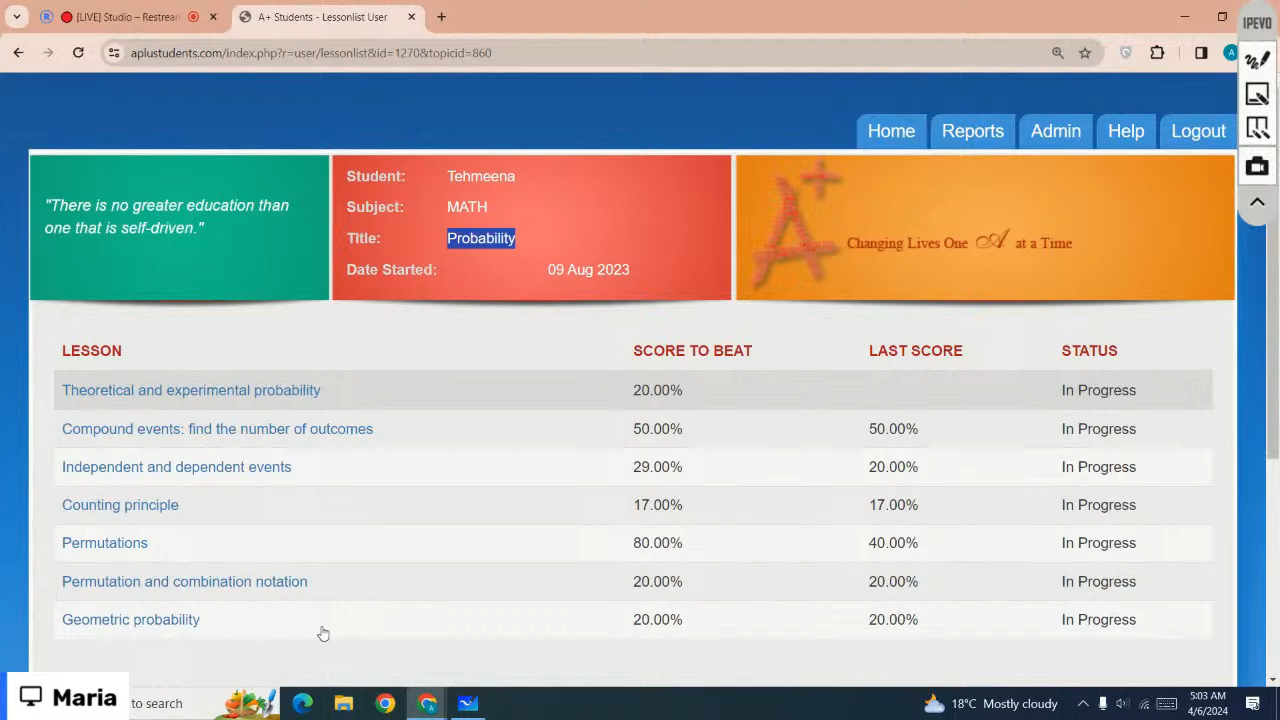 [LIVE] Studio – Restream
A+ Students - Lessonlist User
IPEVO
aplustudents.com/index.php?r=user/lessonlist&id=1270&topicid=860
A
Home
Reports
Admin
Help
Logout
"There is no greater education than
one that is self-driven."
Student: Tehmeena
Subject: MATH
Title: Probability
Date Started: 09 Aug 2023
A+
Changing Lives One A at a Time
LESSON SCORE TO BEAT LAST SCORE STATUS
Theoretical and experimental probability 20.00% In Progress
Compound events: find the number of outcomes 50.00% 50.00% In Progress
Independent and dependent events 29.00% 20.00% In Progress
Counting principle 17.00% 17.00% In Progress
Permutations 80.00% 40.00% In Progress
Permutation and combination notation 20.00% 20.00% In Progress
Geometric probability 20.00% 20.00% In Progress
Maria
to search
18°C Mostly cloudy
5:03 AM
4/6/2024